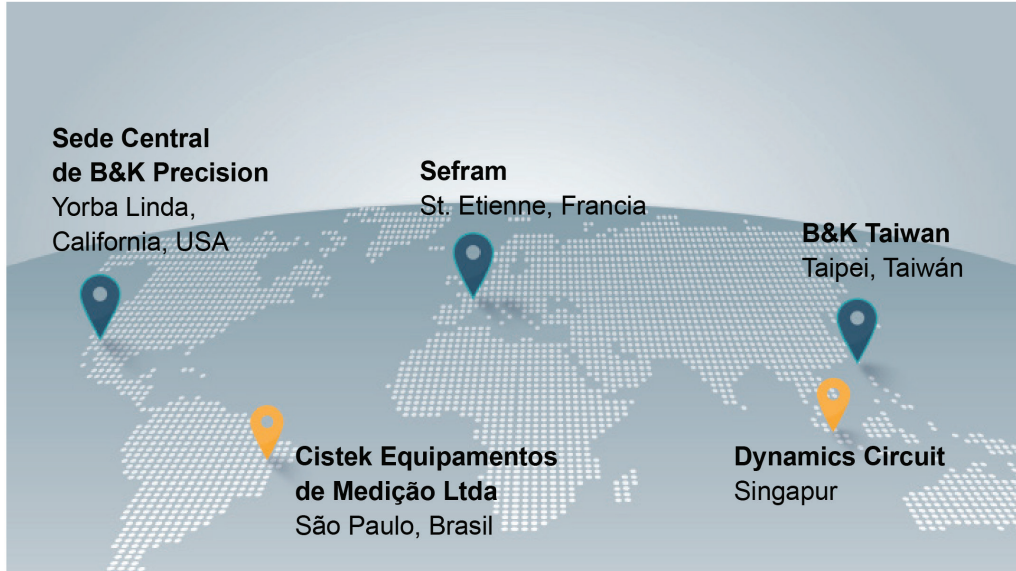 Sede Central
de B&K Precision
Yorba Linda,
California, USA
Sefram
St. Etienne, Francia
B&K Taiwan
Taipei, Taiwán
Cistek Equipamentos
de Medição Ltda
São Paulo, Brasil
Dynamics Circuit
Singapur